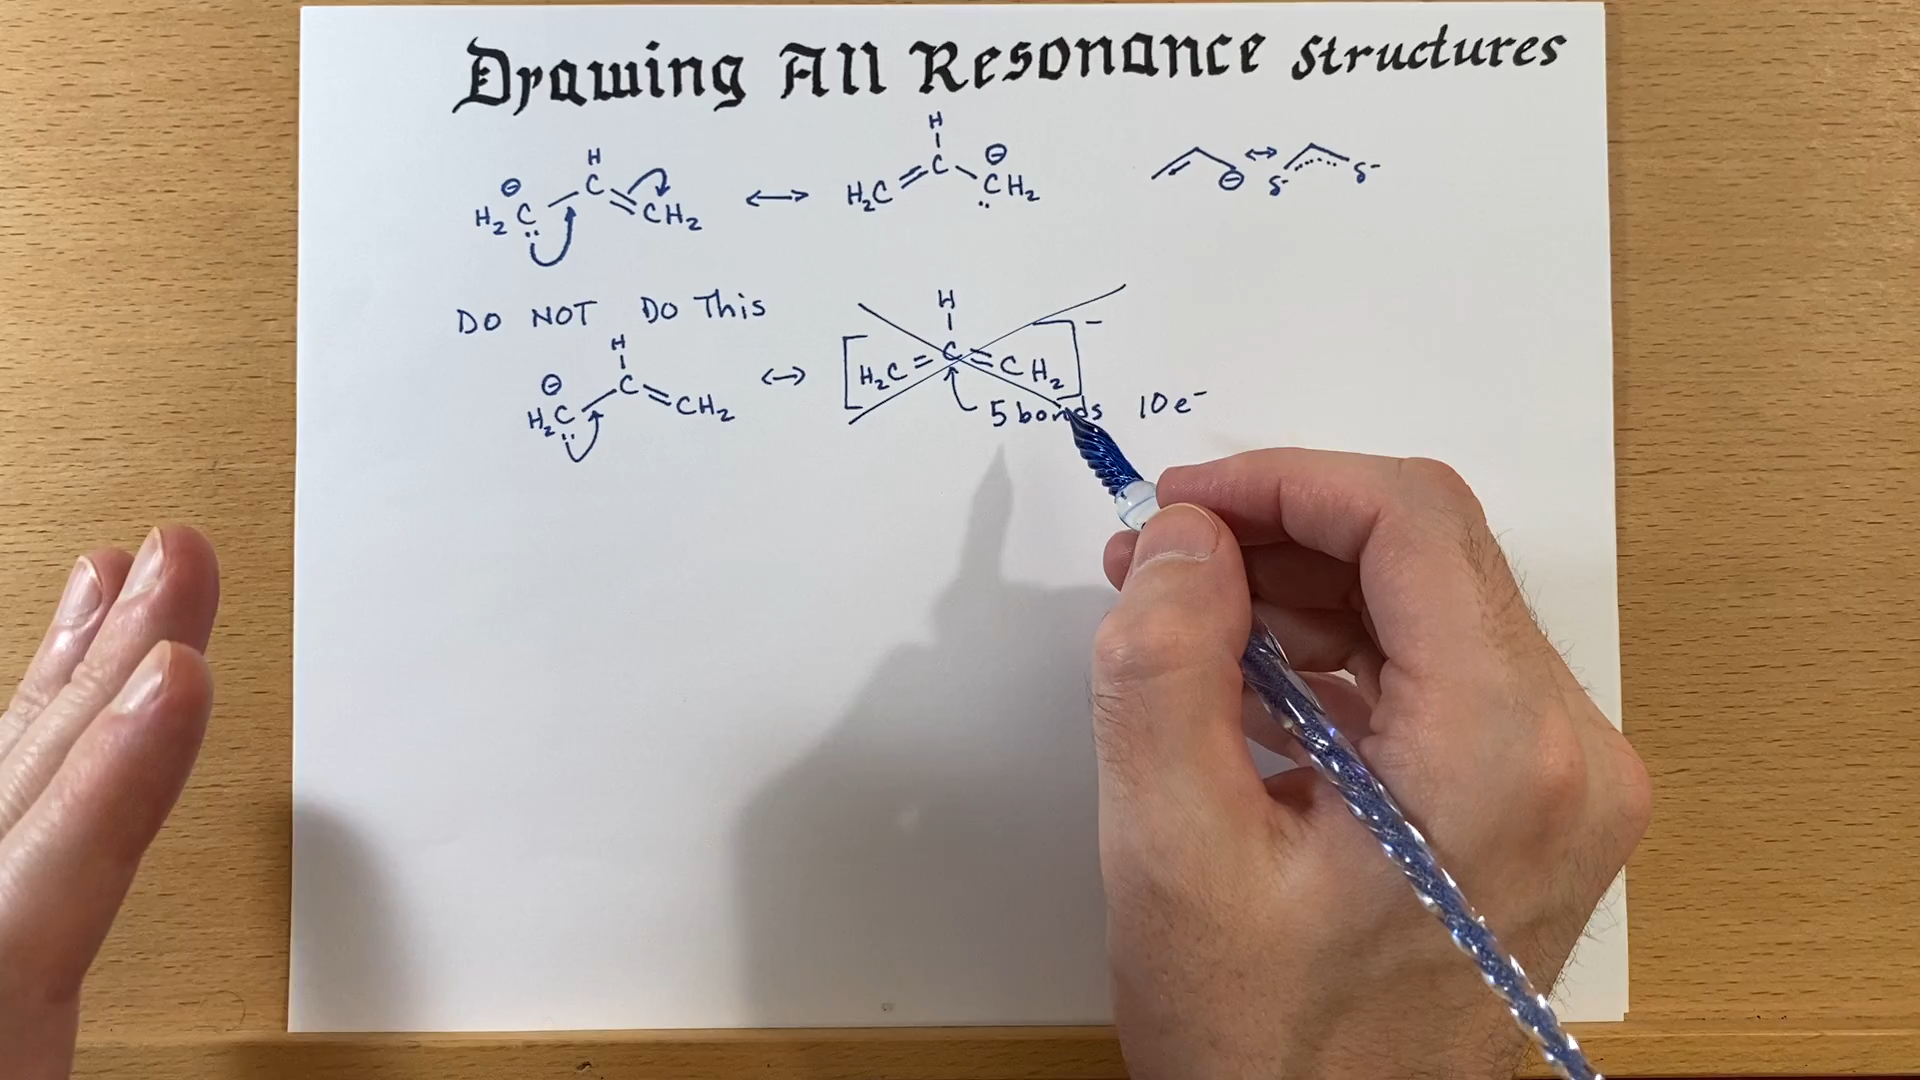 Drawing All Resonance Structures
H H
⊖ C CH₂ ⟷ H₂C=C ⊖
H₂C: :CH₂ ⊖ ⟷ δ- δ-
DO NOT Do This
H H
⊖ C ⟷ [H₂C=C=CH₂]⁻
H₂C: CH₂ 5 bonds 10e⁻